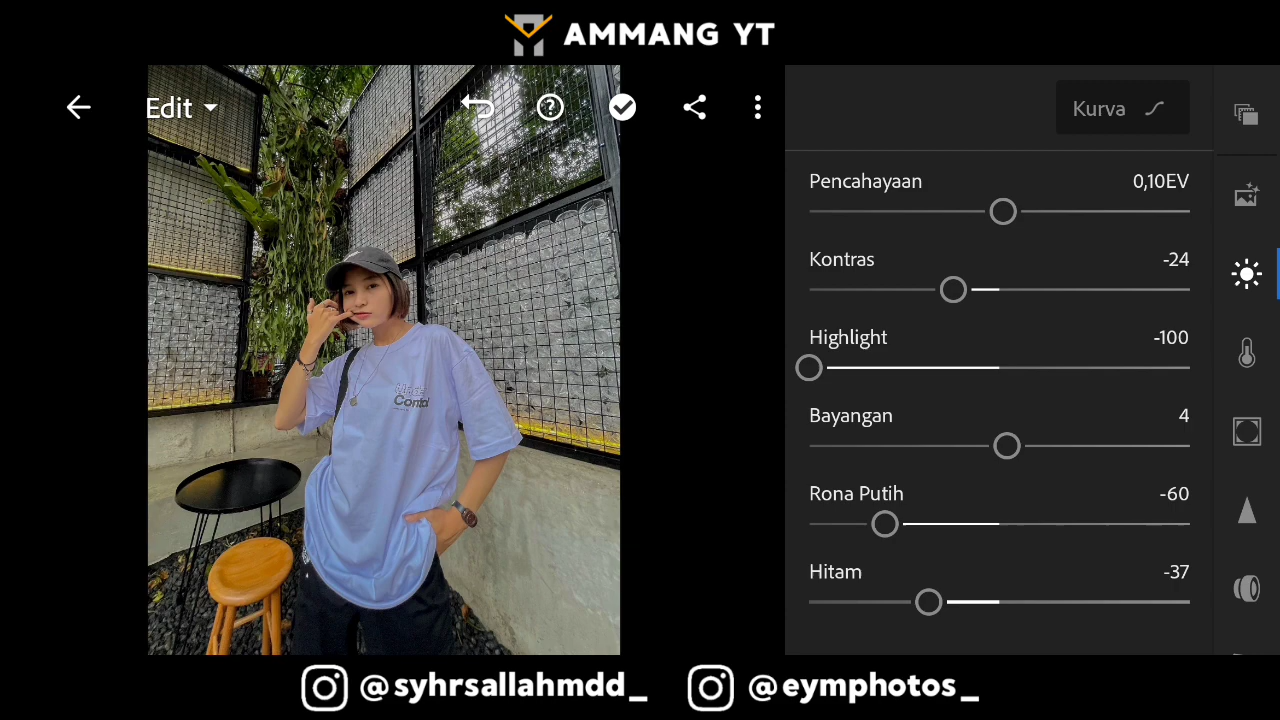 AMMANG YT
Edit
Kurva
Pencahayaan 0,10EV
Kontras -24
Highlight -100
Bayangan 4
Rona Putih -60
Hitam -37
@syhrsallahmdd_ @eymphotos_